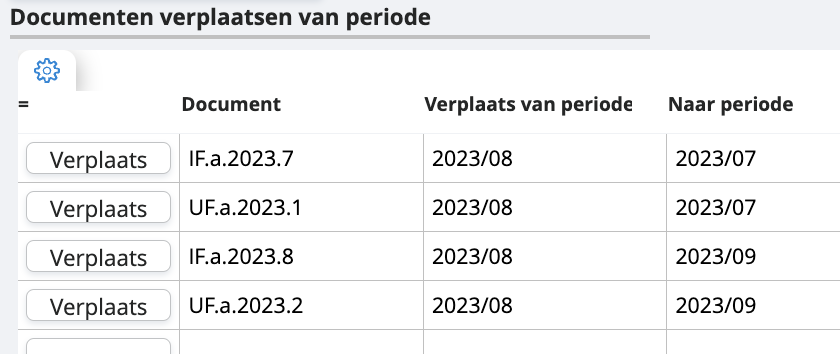 Documenten verplaatsen van periode
= Document Verplaats van periode Naar periode
Verplaats IF.a.2023.7 2023/08 2023/07
Verplaats UF.a.2023.1 2023/08 2023/07
Verplaats IF.a.2023.8 2023/08 2023/09
Verplaats UF.a.2023.2 2023/08 2023/09